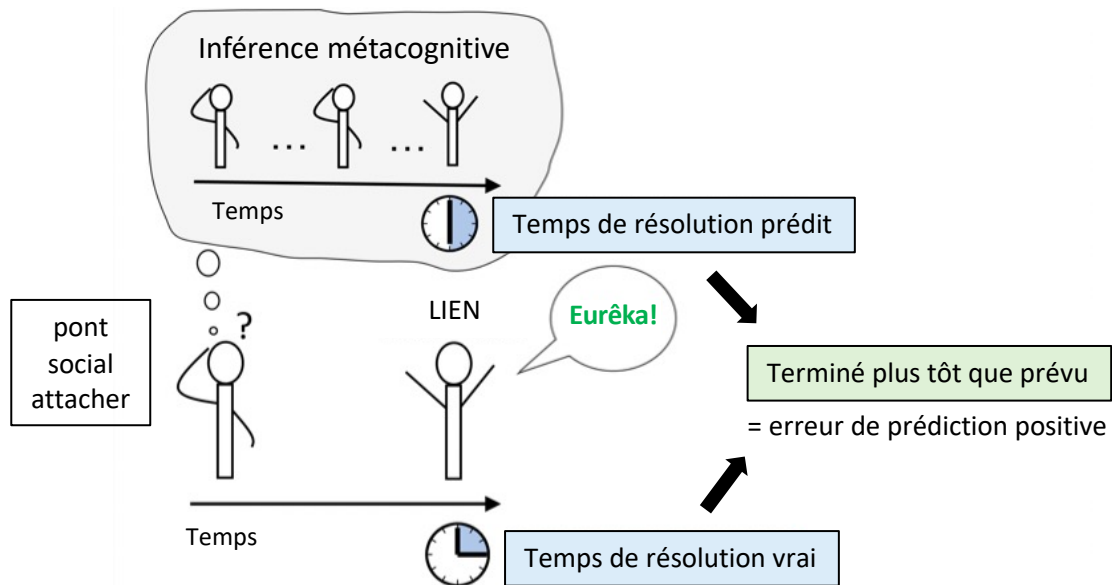 Inférence métacognitive
... ...
Temps
Temps de résolution prédit
pont
social
attacher
?
LIEN
Eurêka!
Terminé plus tôt que prévu
= erreur de prédiction positive
Temps
Temps de résolution vrai